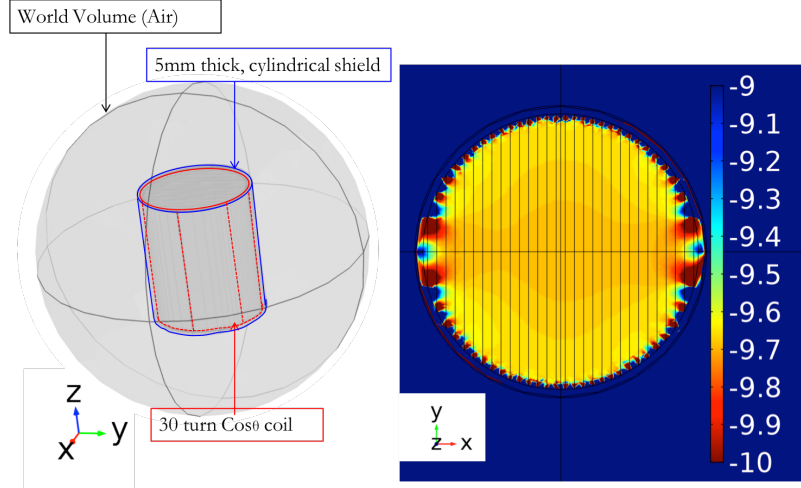 World Volume (Air)
5mm thick, cylindrical shield
30 turn Cosθ coil
z
y
x
y
z
x
-9
-9.1
-9.2
-9.3
-9.4
-9.5
-9.6
-9.7
-9.8
-9.9
-10